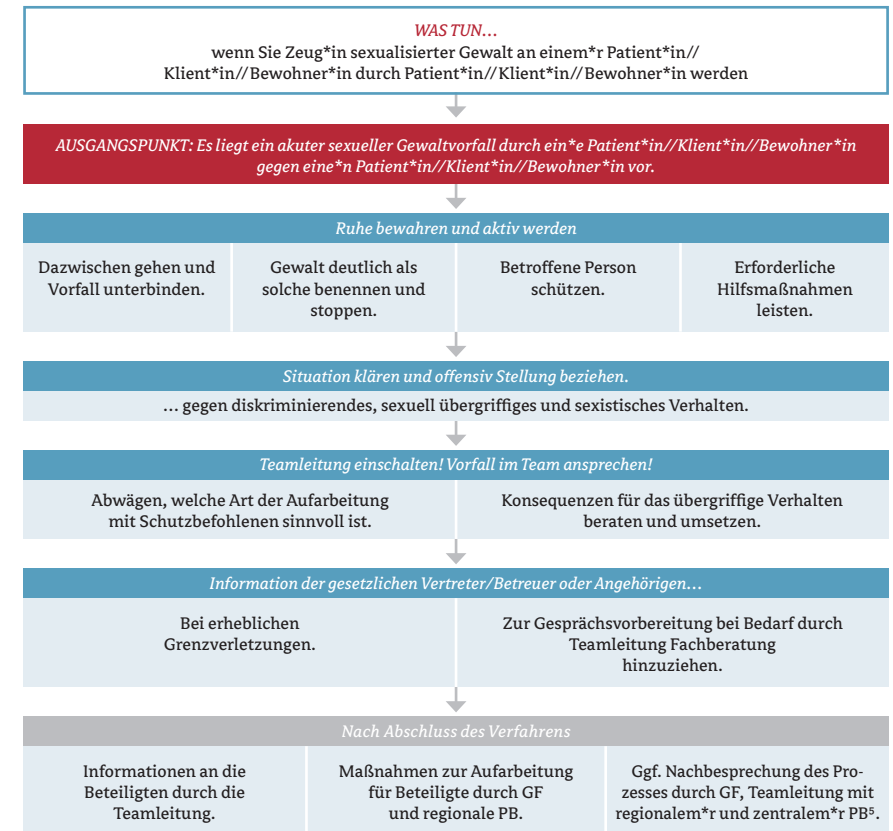 WAS TUN...
wenn Sie Zeug*in sexualisierter Gewalt an einem*r Patient*in//
Klient*in//Bewohner*in durch Patient*in//Klient*in//Bewohner*in werden
AUSGANGSPUNKT: Es liegt ein akuter sexueller Gewaltvorfall durch ein*e Patient*in//Klient*in//Bewohner*in
gegen eine*n Patient*in//Klient*in//Bewohner*in vor.
Ruhe bewahren und aktiv werden
Dazwischen gehen und
Vorfall unterbinden.
Gewalt deutlich als
solche benennen und
stoppen.
Betroffene Person
schützen.
Erforderliche
Hilfsmaßnahmen
leisten.
Situation klären und offensiv Stellung beziehen.
... gegen diskriminierendes, sexuell übergriffiges und sexistisches Verhalten.
Teamleitung einschalten! Vorfall im Team ansprechen!
Abwägen, welche Art der Aufarbeitung
mit Schutzbefohlenen sinnvoll ist.
Konsequenzen für das übergriffige Verhalten
beraten und umsetzen.
Information der gesetzlichen Vertreter/Betreuer oder Angehörigen...
Bei erheblichen
Grenzverletzungen.
Zur Gesprächsvorbereitung bei Bedarf durch
Teamleitung Fachberatung
hinzuziehen.
Nach Abschluss des Verfahrens
Informationen an die
Beteiligten durch die
Teamleitung.
Maßnahmen zur Aufarbeitung
für Beteiligte durch GF
und regionale PB.
Ggf. Nachbesprechung des Pro-
zesses durch GF, Teamleitung mit
regionalem*r und zentralem*r PB⁵.